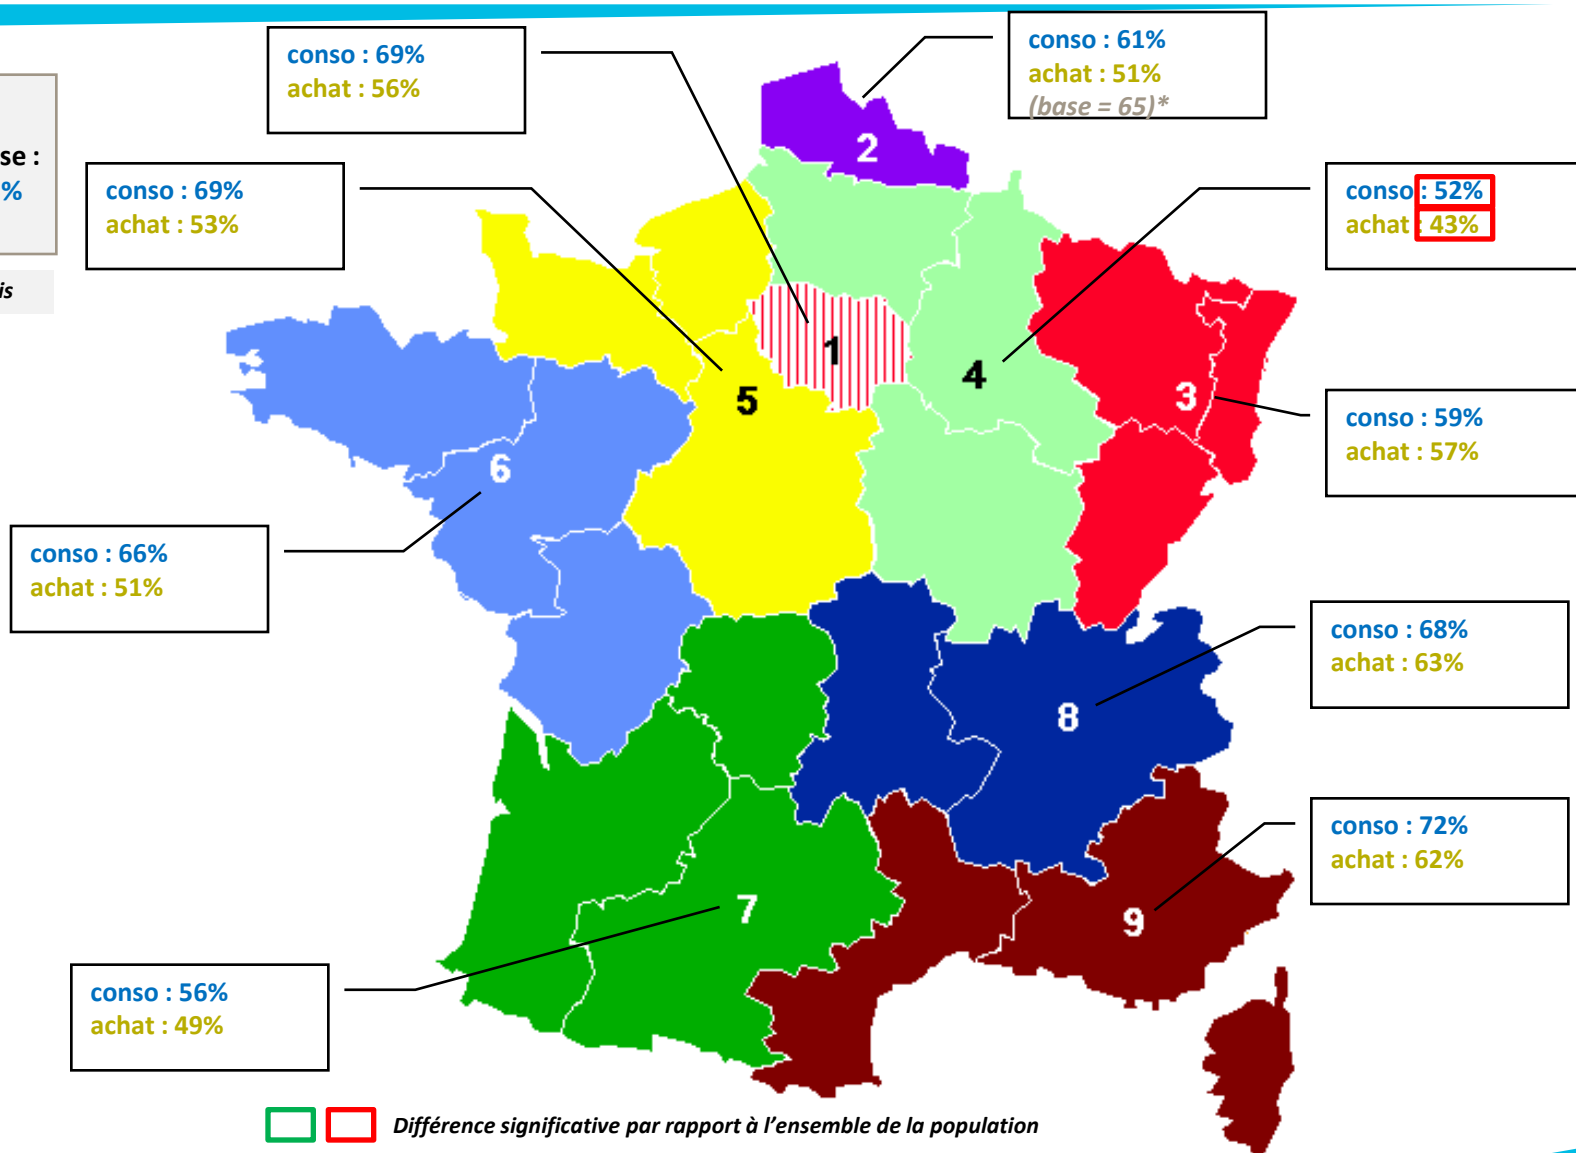 conso : 69%
achat : 56%
conso : 61%
achat : 51%
(base = 65)*
se :
%
is
conso : 69%
achat : 53%
conso : 52%
achat : 43%
conso : 59%
achat : 57%
conso : 66%
achat : 51%
conso : 68%
achat : 63%
conso : 72%
achat : 62%
conso : 56%
achat : 49%
2
1
4
3
5
6
8
7
9
Différence significative par rapport à l’ensemble de la population